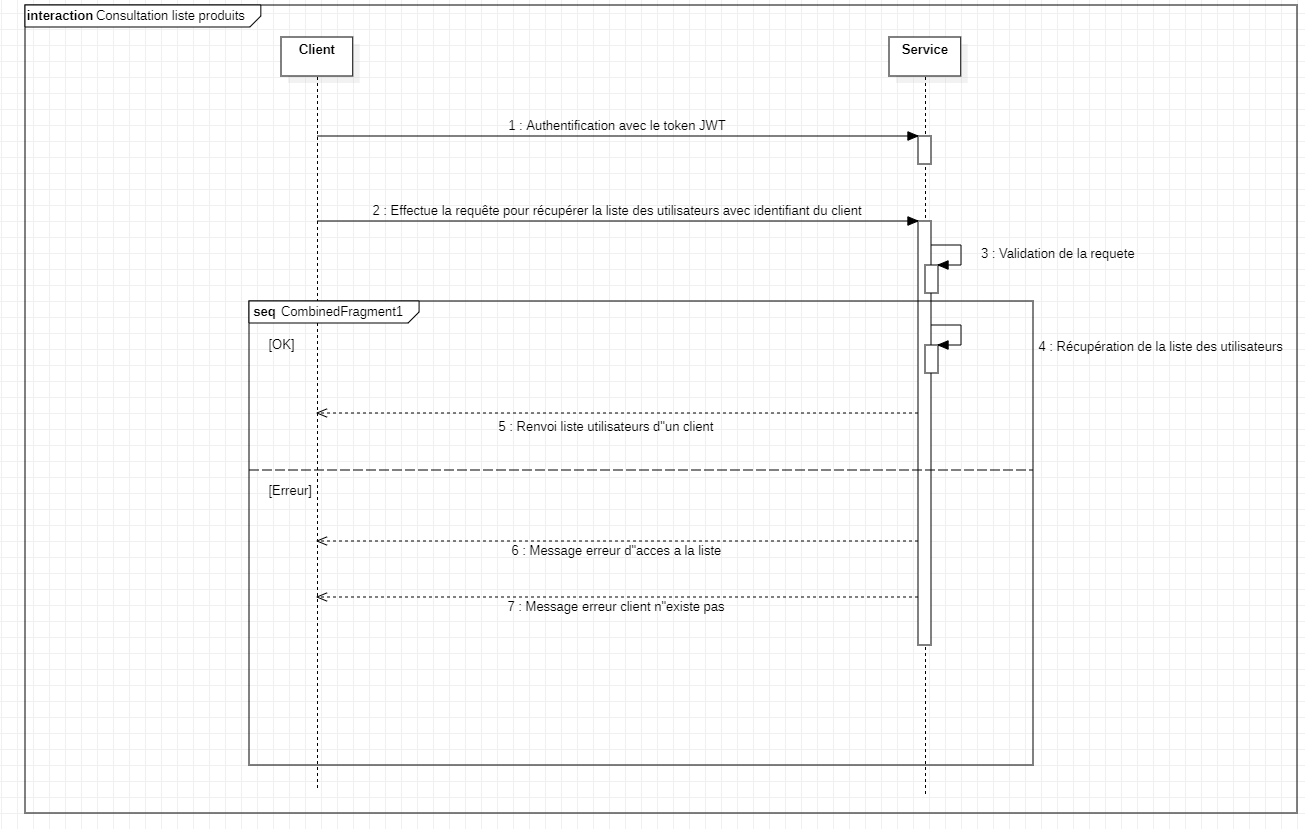 interaction Consultation liste produits
Client
Service
1 : Authentification avec le token JWT
2 : Effectue la requête pour récupérer la liste des utilisateurs avec identifiant du client
3 : Validation de la requete
seq CombinedFragment1
[OK]
4 : Récupération de la liste des utilisateurs
5 : Renvoi liste utilisateurs d''un client
[Erreur]
6 : Message erreur d''acces a la liste
7 : Message erreur client n''existe pas